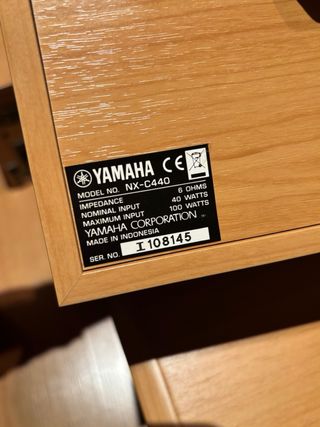 YAMAHA CE
MODEL NO. NX-C440
IMPEDANCE 6 OHMS
NOMINAL INPUT 40 WATTS
MAXIMUM INPUT 100 WATTS
YAMAHA CORPORATION
MADE IN INDONESIA
SER. NO. I 108145